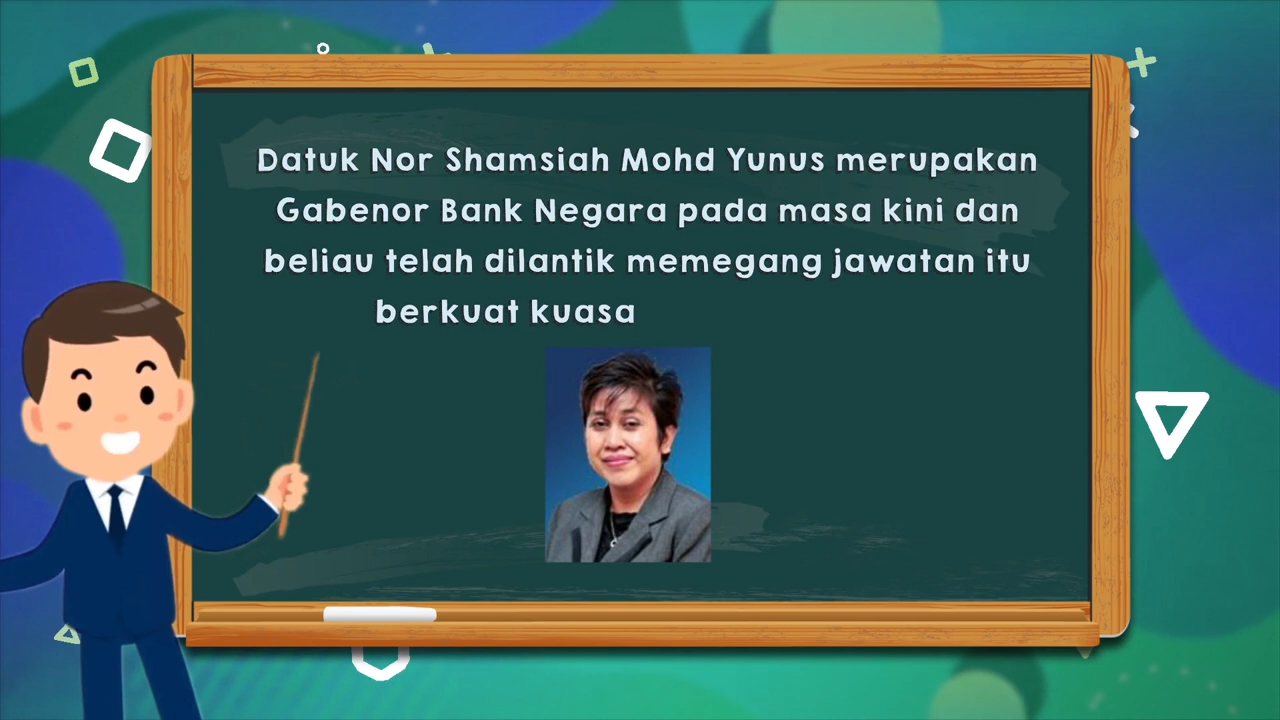 Datuk Nor Shamsiah Mohd Yunus merupakan
Gabenor Bank Negara pada masa kini dan
beliau telah dilantik memegang jawatan itu
berkuat kuasa